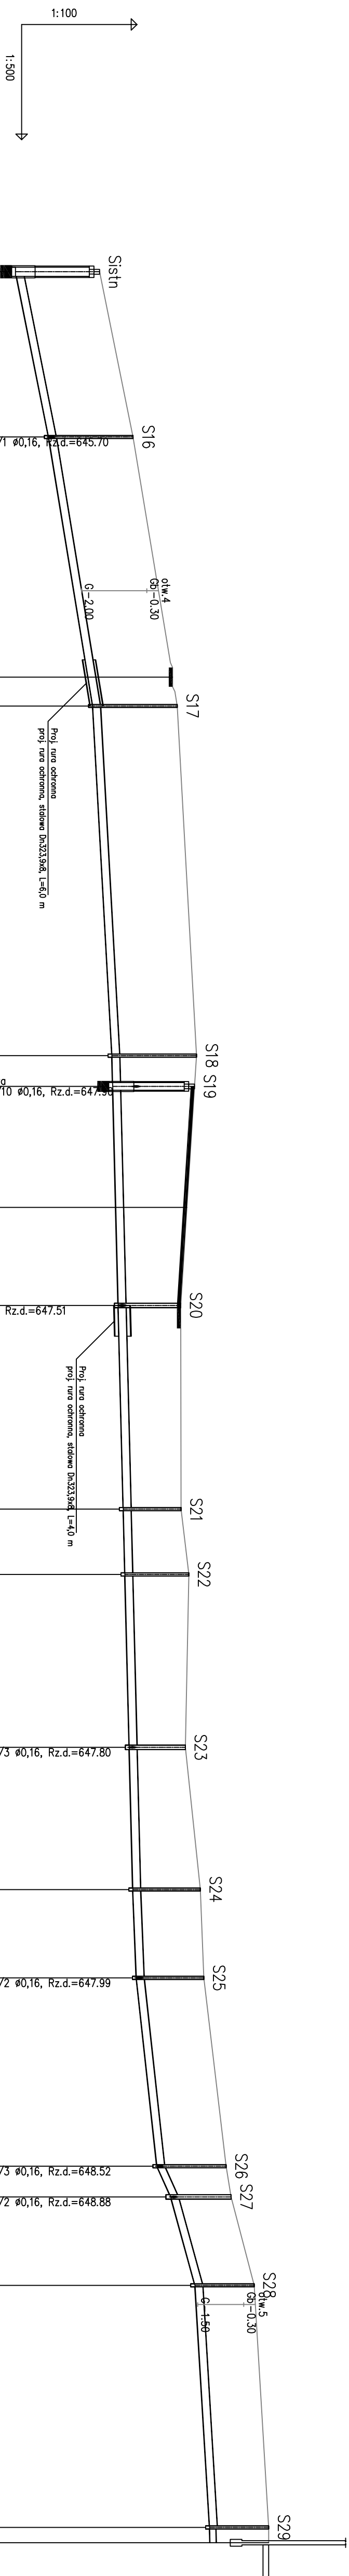 1:100
1:500
Sistn
S16
/1 Ø0,16, Rz.d.=645.70
otw.4
Gb -0.30
G -2.00
S17
Proj. rura ochronna
proj. rura ochronna, stalowa Dn323,9x8, L=6,0 m
S18
S19
a
/10 Ø0,16, Rz.d.=647.36
S20
Rz.d.=647.51
Proj. rura ochronna
proj. rura ochronna, stalowa Dn323,9x8, L=4,0 m
S21
S22
S23
/3 Ø0,16, Rz.d.=647.80
S24
S25
/2 Ø0,16, Rz.d.=647.99
S26
/3 Ø0,16, Rz.d.=648.52
S27
/2 Ø0,16, Rz.d.=648.88
S28
otw.5
Gb -0.30
G -1.50
S29